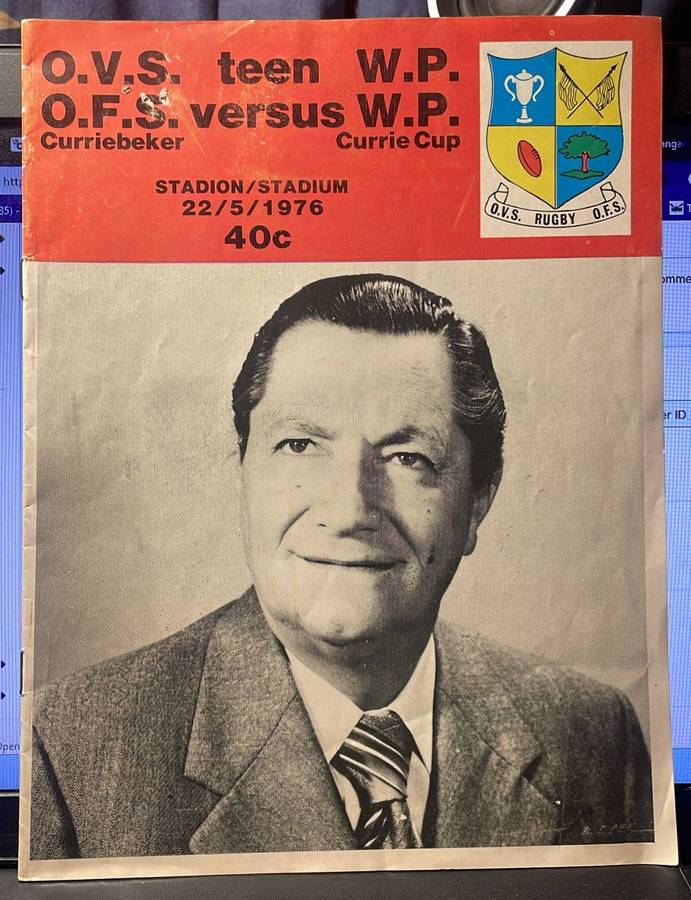 O.V.S. teen W.P.
O.F.S. versus W.P.
Curriebeker Currie Cup
STADION/STADIUM
22/5/1976
40c
O.V.S. RUGBY O.F.S.